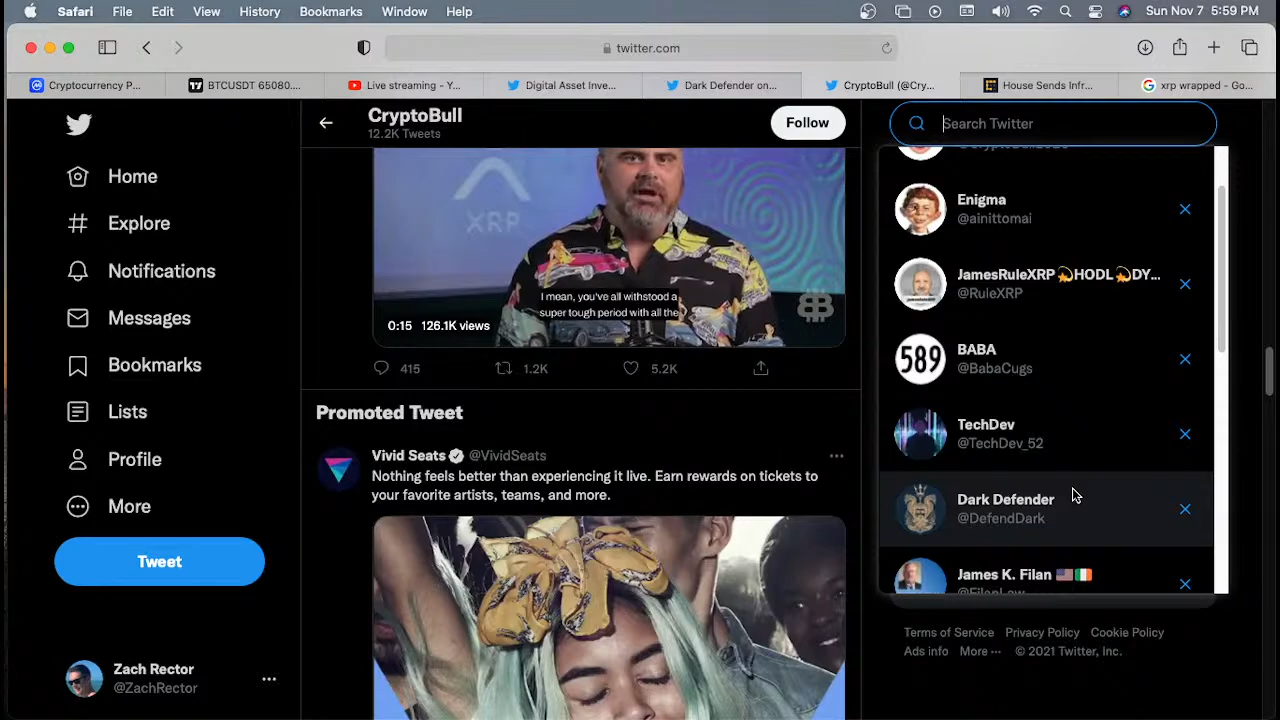 Safari File Edit View History Bookmarks Window Help
Sun Nov 7 5:59 PM
twitter.com
Cryptocurrency P...
17 BTCUSDT 65080....
Live streaming - Y...
Digital Asset Inve...
Dark Defender on...
CryptoBull (@Cry...
House Sends Infr...
xrp wrapped - Go...
Home
Explore
Notifications
Messages
Bookmarks
Lists
Profile
More
Tweet
Zach Rector
@ZachRector
CryptoBull
12.2K Tweets
Follow
XRP
I mean, you've all withstood a
super tough period with all the
0:15 126.1K views
415 1.2K 5.2K
Promoted Tweet
Vivid Seats @VividSeats
Nothing feels better than experiencing it live. Earn rewards on tickets to
your favorite artists, teams, and more.
Search Twitter
Enigma
@ainittomai
JamesRuleXRP💫HODL💫DY...
@RuleXRP
589
BABA
@BabaCugs
TechDev
@TechDev_52
Dark Defender
@DefendDark
James K. Filan 🇺🇸🇮🇪
@FilanLaw
Terms of Service Privacy Policy Cookie Policy
Ads info More ··· © 2021 Twitter, Inc.